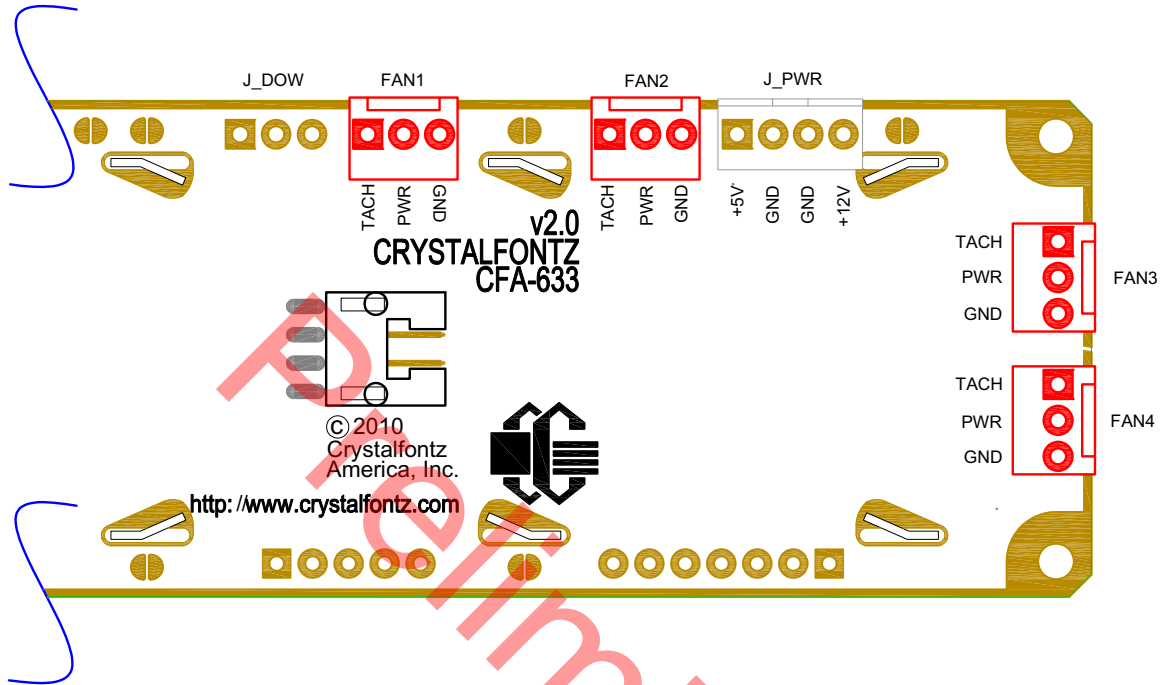 J_DOW
FAN1
FAN2
J_PWR
TACH
PWR
GND
TACH
PWR
GND
+5V
GND
GND
+12V
v2.0
CRYSTALFONTZ
CFA-633
TACH
PWR
GND
FAN3
TACH
PWR
GND
FAN4
© 2010
Crystalfontz
America, Inc.
http://www.crystalfontz.com
Prelim